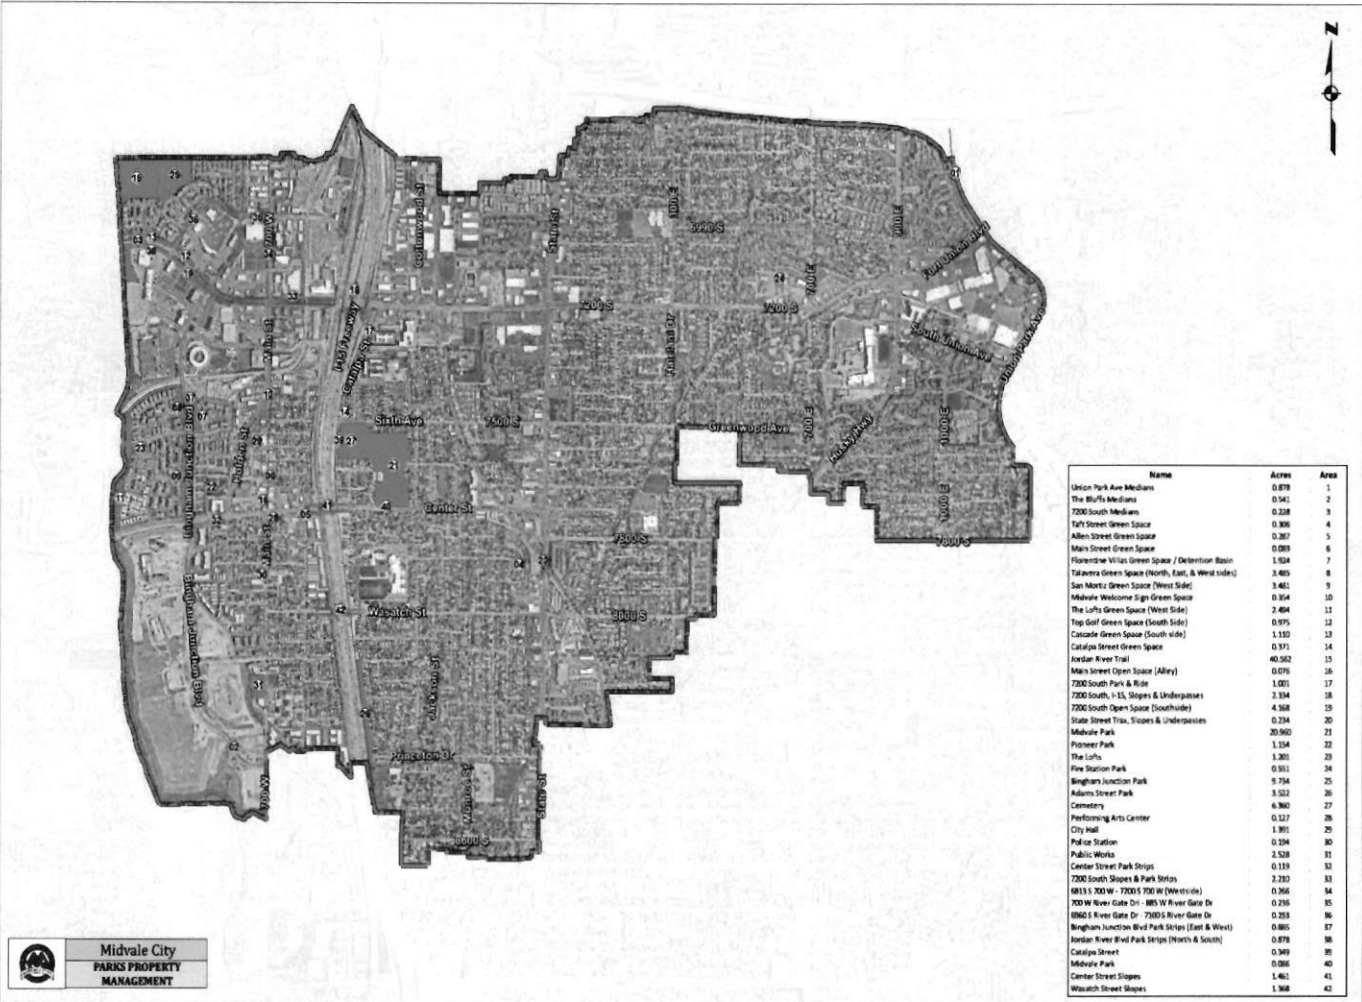 N
6990 S
State St
Cottonwood St
Fort Union Blvd
7200 S
7200 S
700 E
900 E
I-15 Freeway
Catalpa St
Main St
South Union Ave
Union Park Ave
Sixth Ave
7500 S
Greenwood Ave
700 E
Holden St
Bingham Junction Blvd
Center St
7800 S
7800 S
Wasatch St
8000 S
Bingham Junction Blvd
Jackson St
Princeton Dr
700 W
Monroe St
State St
8600 S
Name Acres Area
Union Park Ave Medians 0.878 1
The Bluffs Medians 0.541 2
7200 South Medians 0.228 3
Taft Street Green Space 0.306 4
Allen Street Green Space 0.267 5
Main Street Green Space 0.089 6
Florentine Villas Green Space / Detention Basin 1.924 7
Talavera Green Space (North, East, & West sides) 3.485 8
San Moritz Green Space (West Side) 3.481 9
Midvale Welcome Sign Green Space 0.354 10
The Lofts Green Space (West Side) 2.494 11
Top Golf Green Space (South Side) 0.975 12
Cascade Green Space (South side) 1.110 13
Catalpa Street Green Space 0.371 14
Jordan River Trail 40.562 15
Main Street Open Space (Alley) 0.076 16
7200 South Park & Ride 1.001 17
7200 South, I-15, Slopes & Underpasses 2.334 18
7200 South Open Space (Southside) 4.168 19
State Street Trax, Slopes & Underpasses 0.234 20
Midvale Park 20.960 21
Pioneer Park 1.154 22
The Lofts 1.201 23
Fire Station Park 0.551 24
Bingham Junction Park 9.734 25
Adams Street Park 3.522 26
Cemetery 6.360 27
Performing Arts Center 0.127 28
City Hall 1.391 29
Police Station 0.194 30
Public Works 2.528 31
Center Street Park Strips 0.119 32
7200 South Slopes & Park Strips 2.210 33
6813 S 700 W - 7700 S 700 W (Westside) 0.266 34
700 W River Gate Dri - 885 W River Gate Dr 0.236 35
6960 S River Gate Dr - 7100 S River Gate Dr 0.253 36
Bingham Junction Blvd Park Strips (East & West) 0.885 37
Jordan River Blvd Park Strips (North & South) 0.878 38
Catalpa Street 0.349 39
Midvale Park 0.086 40
Center Street Slopes 1.461 41
Wasatch Street Slopes 1.368 42
Midvale City
PARKS PROPERTY
MANAGEMENT